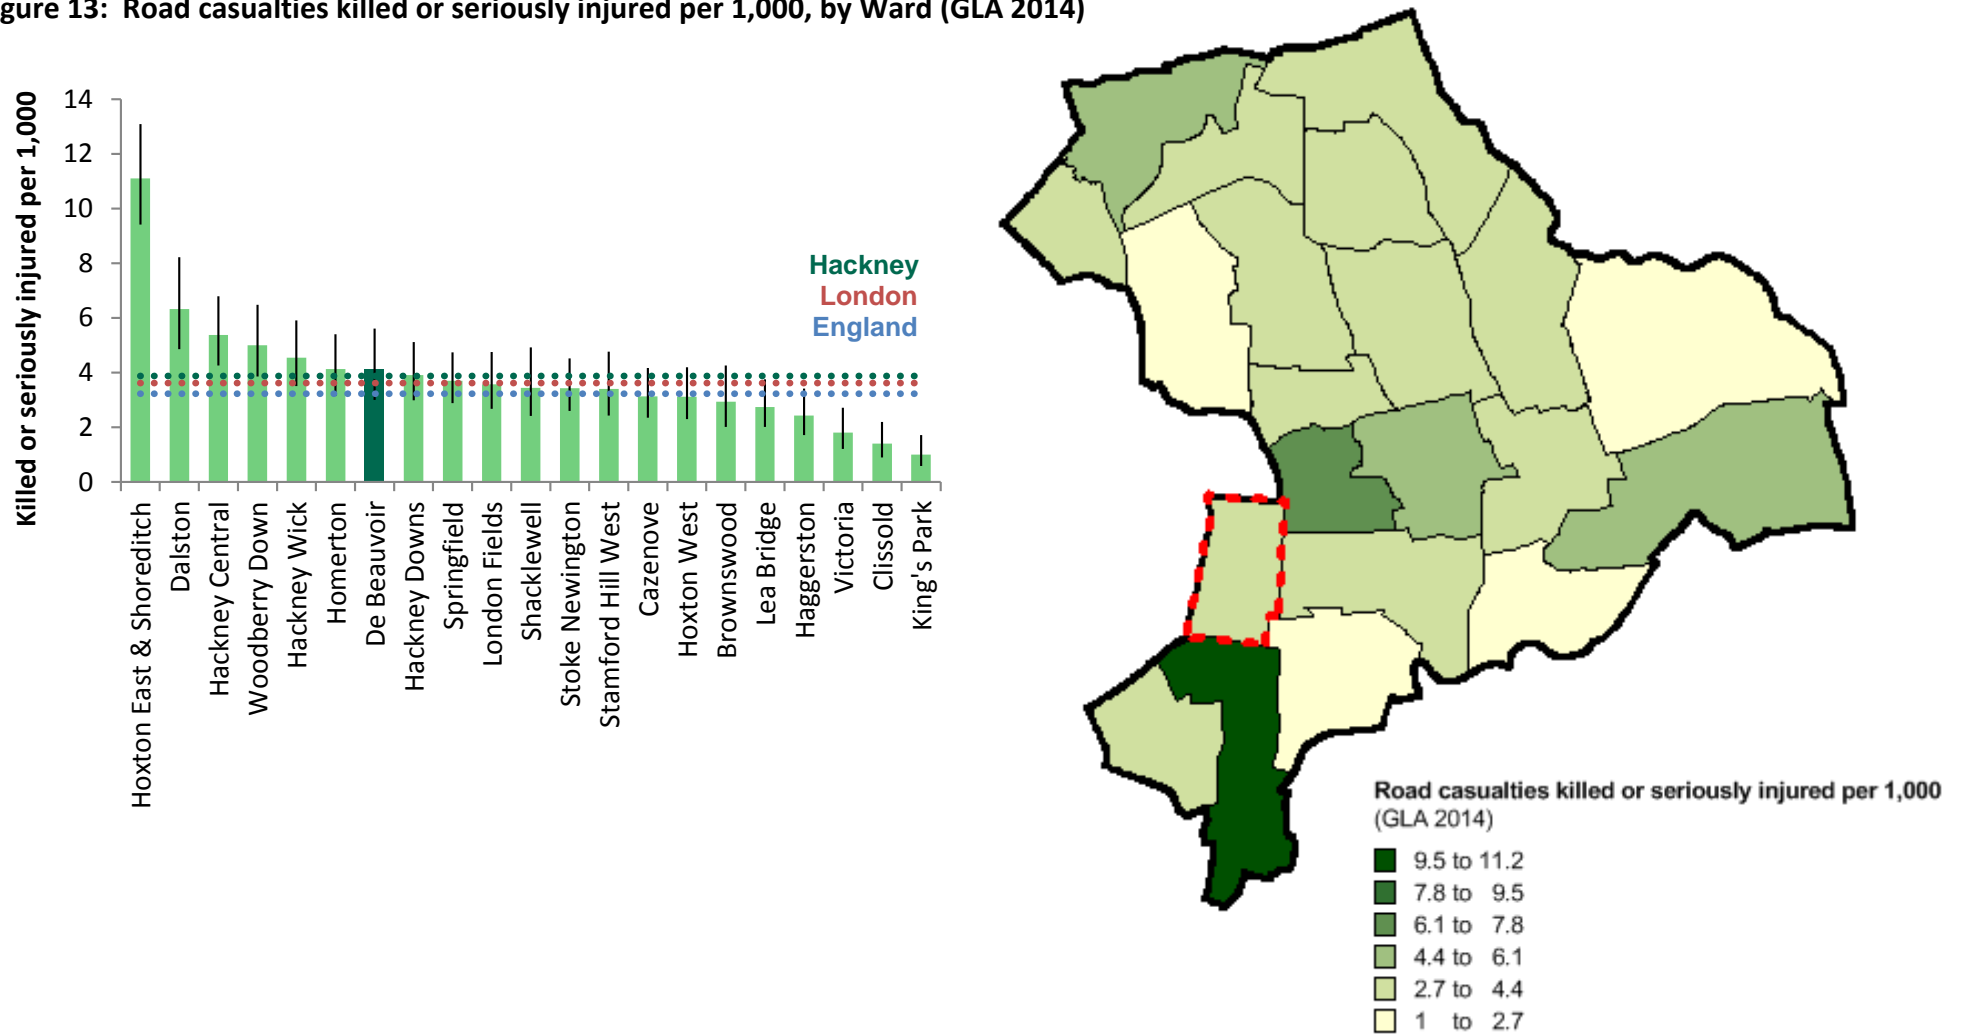 gure 13: Road casualties killed or seriously injured per 1,000, by Ward (GLA 2014)
Killed or seriously injured per 1,000
14
12
10
8
6
4
2
0
Hackney
London
England
Hoxton East & Shoreditch
Dalston
Hackney Central
Woodberry Down
Hackney Wick
Homerton
De Beauvoir
Hackney Downs
Springfield
London Fields
Shacklewell
Stoke Newington
Stamford Hill West
Cazenove
Hoxton West
Brownswood
Lea Bridge
Haggerston
Victoria
Clissold
King's Park
Road casualties killed or seriously injured per 1,000
(GLA 2014)
9.5 to 11.2
7.8 to 9.5
6.1 to 7.8
4.4 to 6.1
2.7 to 4.4
1 to 2.7